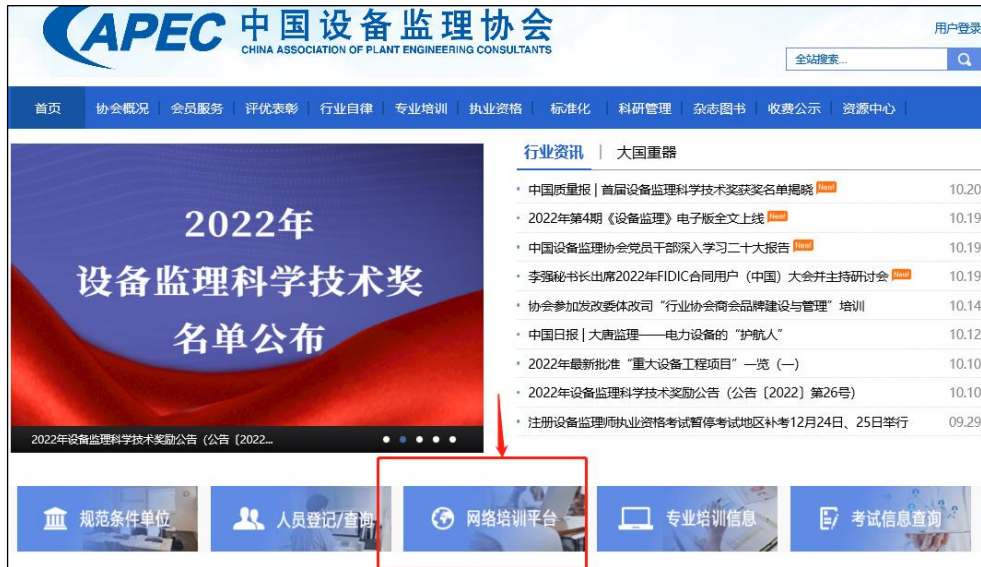 APEC 中国设备监理协会
CHINA ASSOCIATION OF PLANT ENGINEERING CONSULTANTS
用户登录
全站搜索...
首页 协会概况 会员服务 评优表彰 行业自律 专业培训 执业资格 标准化 科研管理 杂志图书 收费公示 资源中心
2022年
设备监理科学技术奖
名单公布
2022年设备监理科学技术奖励公告（公告〔2022...
行业资讯 | 大国重器
中国质量报 | 首届设备监理科学技术奖获奖名单揭晓 New! 10.20
2022年第4期《设备监理》电子版全文上线 New! 10.19
中国设备监理协会党员干部深入学习二十大报告 New! 10.19
李强秘书长出席2022年FIDIC合同用户（中国）大会并主持研讨会 New! 10.19
协会参加发改委体改司“行业协会商会品牌建设与管理”培训 10.14
中国日报 | 大唐监理——电力设备的“护航人” 10.12
2022年最新批准“重大设备工程项目”一览（一） 10.10
2022年设备监理科学技术奖励公告（公告〔2022〕第26号） 10.10
注册设备监理师执业资格考试暂停考试地区补考12月24日、25日举行 09.29
规范条件单位 人员登记/查询 网络培训平台 专业培训信息 考试信息查询